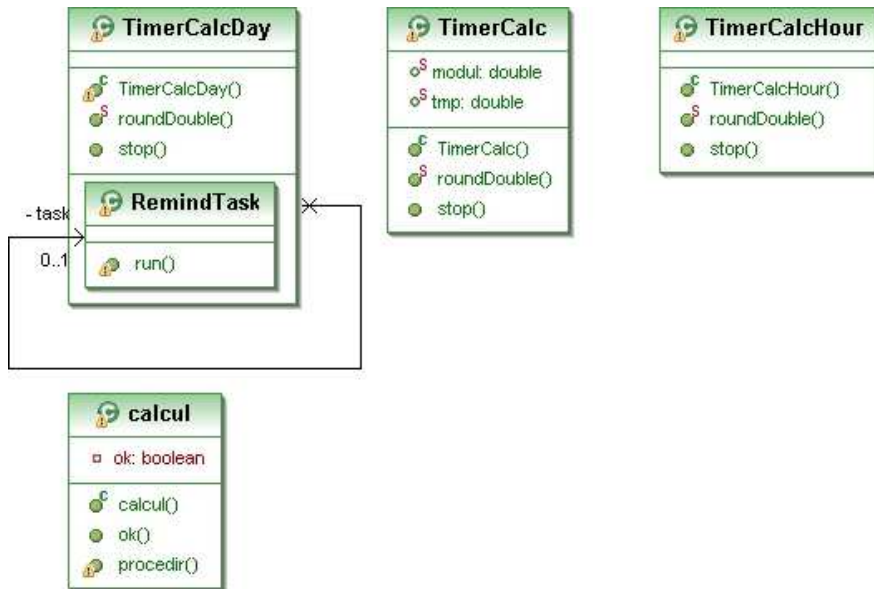 TimerCalcDay
TimerCalcDay()
roundDouble()
stop()
RemindTask
run()
- task
0..1
TimerCalc
modul: double
tmp: double
TimerCalc()
roundDouble()
stop()
TimerCalcHour
TimerCalcHour()
roundDouble()
stop()
calcul
ok: boolean
calcul()
ok()
procedir()